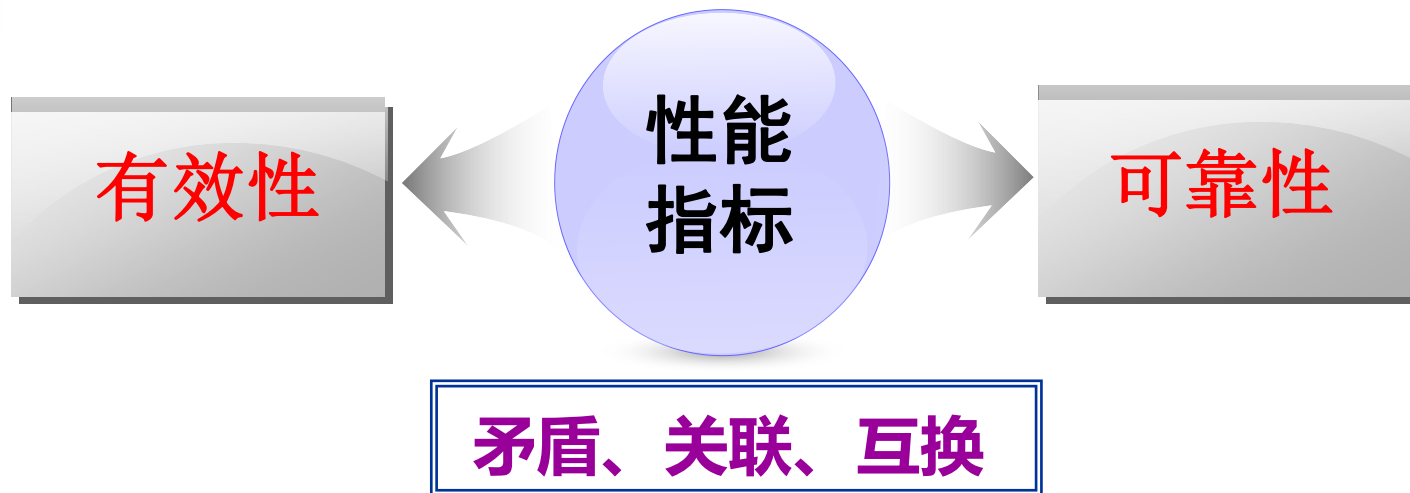 有效性
性能
指标
可靠性
矛盾、关联、互换